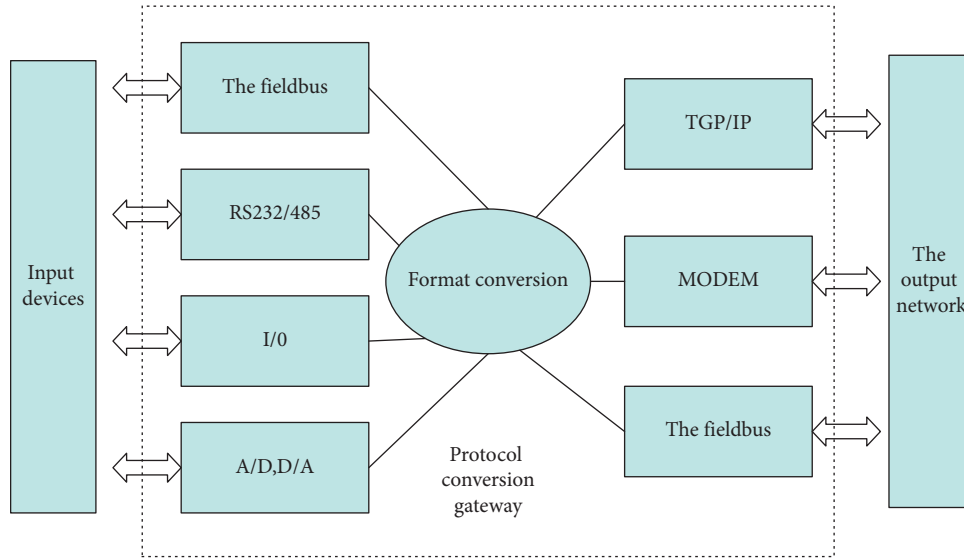 Input
devices
The fieldbus
RS232/485
I/0
A/D,D/A
Format conversion
Protocol
conversion
gateway
TGP/IP
MODEM
The fieldbus
The
output
network